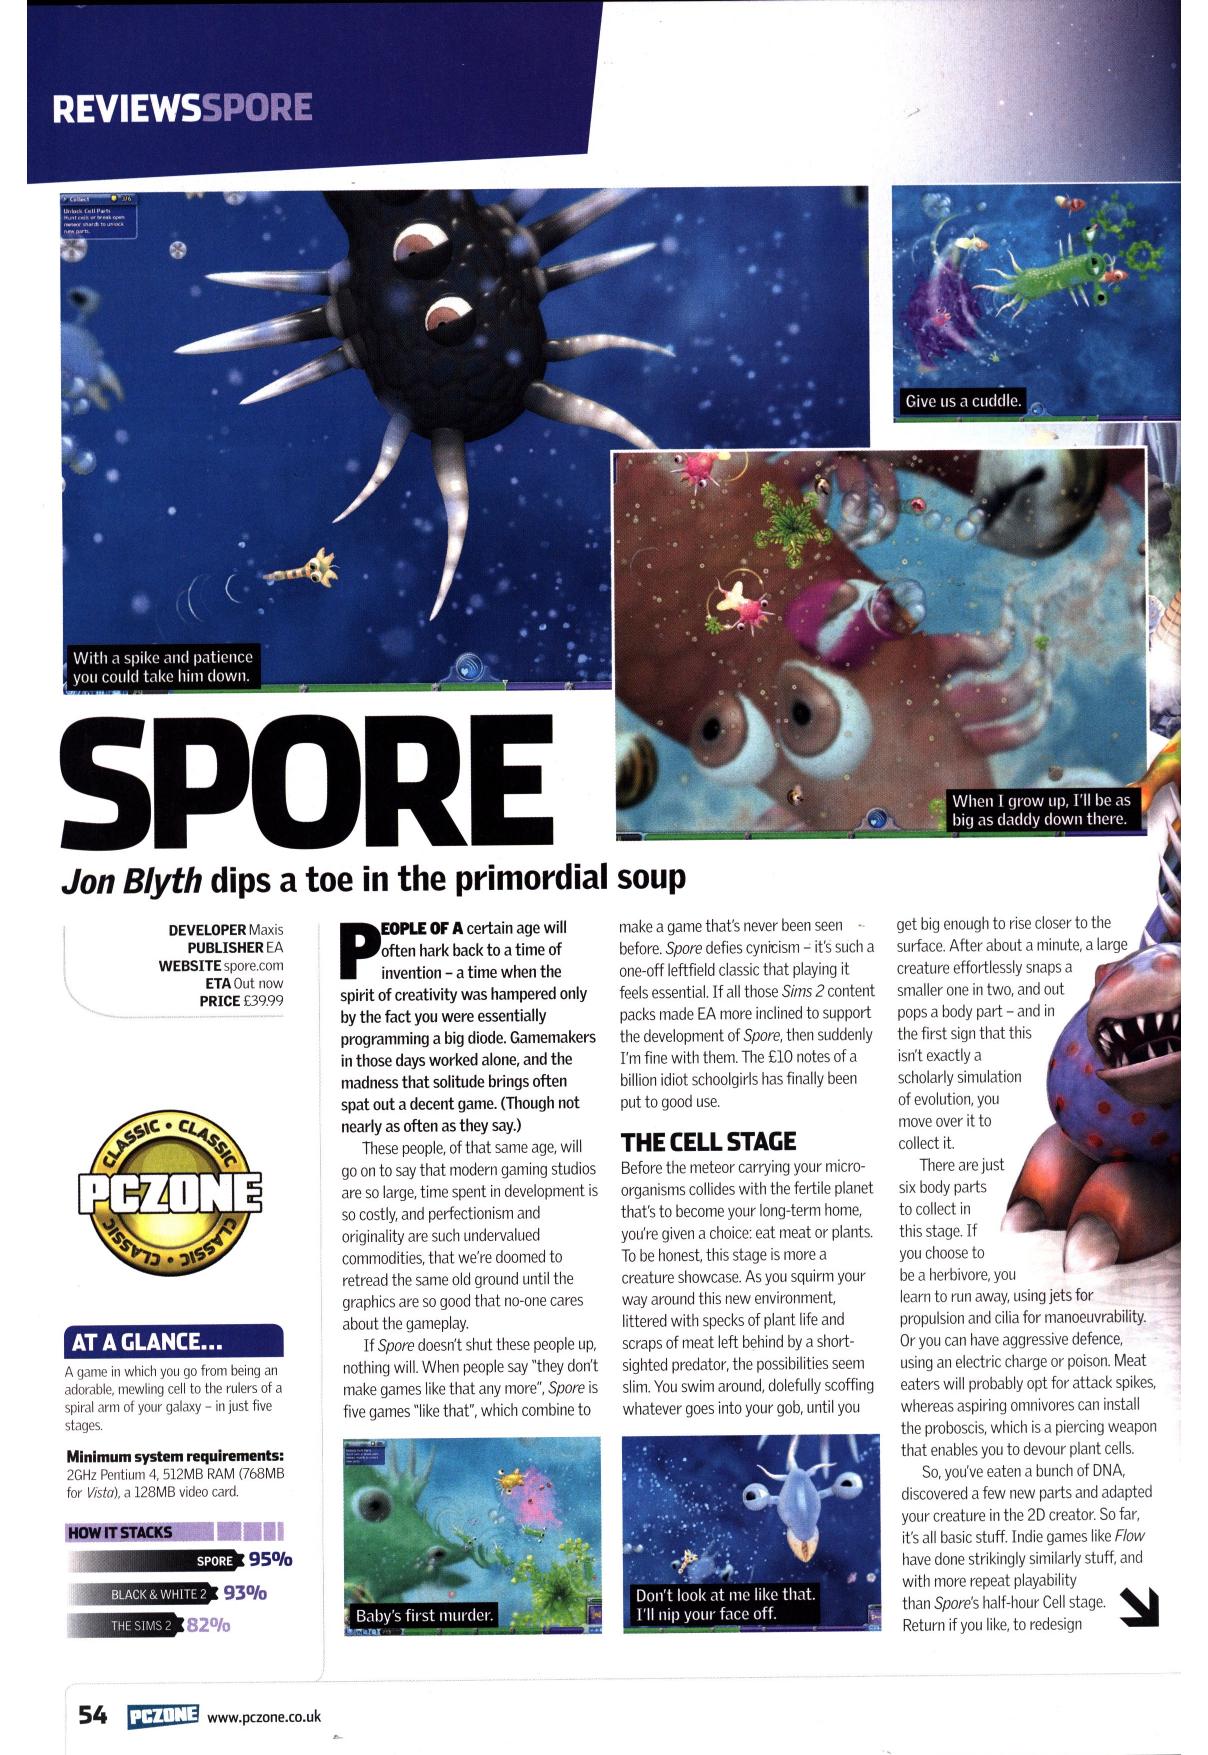 REVIEWSSPORE
Collect 3/6
Unlock Cell Parts
Hunt cells or break open
meteor shards to unlock
new parts.
Give us a cuddle.
With a spike and patience
you could take him down.
When I grow up, I'll be as
big as daddy down there.
SPORE
Jon Blyth dips a toe in the primordial soup
DEVELOPER Maxis
PUBLISHER EA
WEBSITE spore.com
ETA Out now
PRICE £39.99
CLASSIC • CLASSIC
PCZONE
CLASSIC • CLASSIC
AT A GLANCE...
A game in which you go from being an
adorable, mewling cell to the rulers of a
spiral arm of your galaxy – in just five
stages.
Minimum system requirements:
2GHz Pentium 4, 512MB RAM (768MB
for Vista), a 128MB video card.
HOW IT STACKS
SPORE 95%
BLACK & WHITE 2 93%
THE SIMS 2 82%
PEOPLE OF A certain age will
often hark back to a time of
invention – a time when the
spirit of creativity was hampered only
by the fact you were essentially
programming a big diode. Gamemakers
in those days worked alone, and the
madness that solitude brings often
spat out a decent game. (Though not
nearly as often as they say.)
These people, of that same age, will
go on to say that modern gaming studios
are so large, time spent in development is
so costly, and perfectionism and
originality are such undervalued
commodities, that we're doomed to
retread the same old ground until the
graphics are so good that no-one cares
about the gameplay.
If Spore doesn't shut these people up,
nothing will. When people say "they don't
make games like that any more", Spore is
five games "like that", which combine to
make a game that's never been seen
before. Spore defies cynicism – it's such a
one-off leftfield classic that playing it
feels essential. If all those Sims 2 content
packs made EA more inclined to support
the development of Spore, then suddenly
I'm fine with them. The £10 notes of a
billion idiot schoolgirls has finally been
put to good use.
THE CELL STAGE
Before the meteor carrying your micro-
organisms collides with the fertile planet
that's to become your long-term home,
you're given a choice: eat meat or plants.
To be honest, this stage is more a
creature showcase. As you squirm your
way around this new environment,
littered with specks of plant life and
scraps of meat left behind by a short-
sighted predator, the possibilities seem
slim. You swim around, dolefully scoffing
whatever goes into your gob, until you
get big enough to rise closer to the
surface. After about a minute, a large
creature effortlessly snaps a
smaller one in two, and out
pops a body part – and in
the first sign that this
isn't exactly a
scholarly simulation
of evolution, you
move over it to
collect it.
There are just
six body parts
to collect in
this stage. If
you choose to
be a herbivore, you
learn to run away, using jets for
propulsion and cilia for manoeuvrability.
Or you can have aggressive defence,
using an electric charge or poison. Meat
eaters will probably opt for attack spikes,
whereas aspiring omnivores can install
the proboscis, which is a piercing weapon
that enables you to devour plant cells.
So, you've eaten a bunch of DNA,
discovered a few new parts and adapted
your creature in the 2D creator. So far,
it's all basic stuff. Indie games like Flow
have done strikingly similarly stuff, and
with more repeat playability
than Spore's half-hour Cell stage.
Return if you like, to redesign
Baby's first murder.
Don't look at me like that.
I'll nip your face off.
54 PCZONE www.pczone.co.uk